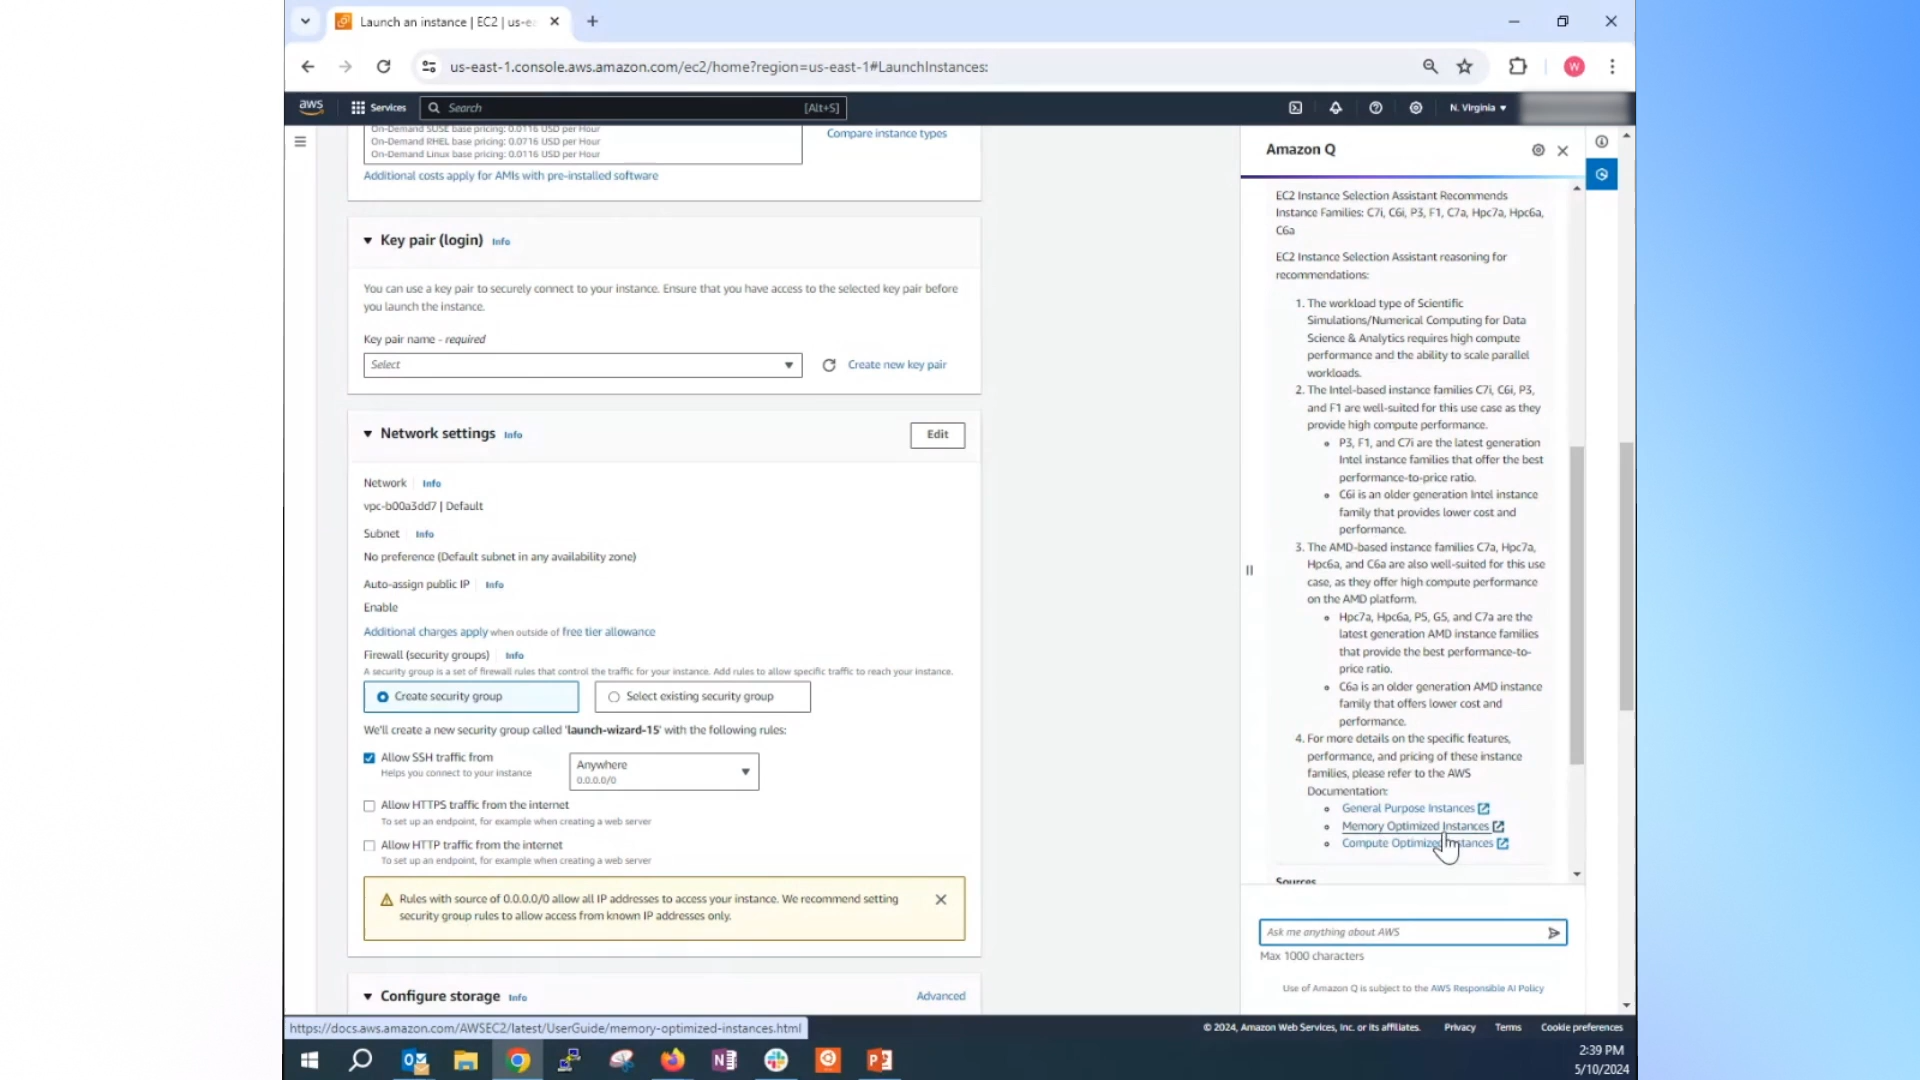 Launch an instance | EC2 | us-e
us-east-1.console.aws.amazon.com/ec2/home?region=us-east-1#LaunchInstances:
W
aws
Services
Search
[Alt+S]
N. Virginia
On-Demand SUSE base pricing: 0.0116 USD per Hour
On-Demand RHEL base pricing: 0.0716 USD per Hour
On-Demand Linux base pricing: 0.0116 USD per Hour
Compare instance types
Additional costs apply for AMIs with pre-installed software
Key pair (login) Info
You can use a key pair to securely connect to your instance. Ensure that you have access to the selected key pair before
you launch the instance.
Key pair name - required
Select
Create new key pair
Network settings Info
Edit
Network Info
vpc-b00a3dd7 | Default
Subnet Info
No preference (Default subnet in any availability zone)
Auto-assign public IP Info
Enable
Additional charges apply when outside of free tier allowance
Firewall (security groups) Info
A security group is a set of firewall rules that control the traffic for your instance. Add rules to allow specific traffic to reach your instance.
Create security group
Select existing security group
We'll create a new security group called 'launch-wizard-15' with the following rules:
Allow SSH traffic from
Helps you connect to your instance
Anywhere
0.0.0.0/0
Allow HTTPS traffic from the internet
To set up an endpoint, for example when creating a web server
Allow HTTP traffic from the internet
To set up an endpoint, for example when creating a web server
Rules with source of 0.0.0.0/0 allow all IP addresses to access your instance. We recommend setting
security group rules to allow access from known IP addresses only.
Configure storage Info
Advanced
Amazon Q
EC2 Instance Selection Assistant Recommends
Instance Families: C7i, C6i, P3, F1, C7a, Hpc7a, Hpc6a,
C6a
EC2 Instance Selection Assistant reasoning for
recommendations:
1. The workload type of Scientific
Simulations/Numerical Computing for Data
Science & Analytics requires high compute
performance and the ability to scale parallel
workloads.
2. The Intel-based instance families C7i, C6i, P3,
and F1 are well-suited for this use case as they
provide high compute performance.
P3, F1, and C7i are the latest generation
Intel instance families that offer the best
performance-to-price ratio.
C6i is an older generation Intel instance
family that provides lower cost and
performance.
3. The AMD-based instance families C7a, Hpc7a,
Hpc6a, and C6a are also well-suited for this use
case, as they offer high compute performance
on the AMD platform.
Hpc7a, Hpc6a, P5, G5, and C7a are the
latest generation AMD instance families
that provide the best performance-to-
price ratio.
C6a is an older generation AMD instance
family that offers lower cost and
performance.
4. For more details on the specific features,
performance, and pricing of these instance
families, please refer to the AWS
Documentation:
General Purpose Instances
Memory Optimized Instances
Compute Optimized Instances
Sources
Ask me anything about AWS
Max 1000 characters
Use of Amazon Q is subject to the AWS Responsible AI Policy
https://docs.aws.amazon.com/AWSEC2/latest/UserGuide/memory-optimized-instances.html
© 2024, Amazon Web Services, Inc. or its affiliates.
Privacy
Terms
Cookie preferences
2:39 PM
5/10/2024